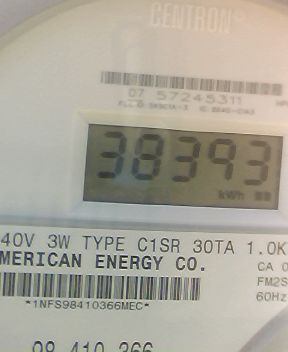 CENTRON
07 57245311
38393
kWh
40V 3W TYPE C1SR 30TA 1.0K
MERICAN ENERGY CO.
CA 0
FM2S
60Hz
*1NFS98410366MEC*
98 410 366